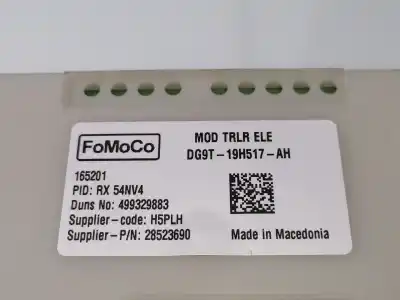 FoMoCo
MOD TRLR ELE
DG9T-19H517-AH
165201
PID: RX 54NV4
Duns No: 499329883
Supplier-code: H5PLH
Supplier-P/N: 28523690
Made in Macedonia